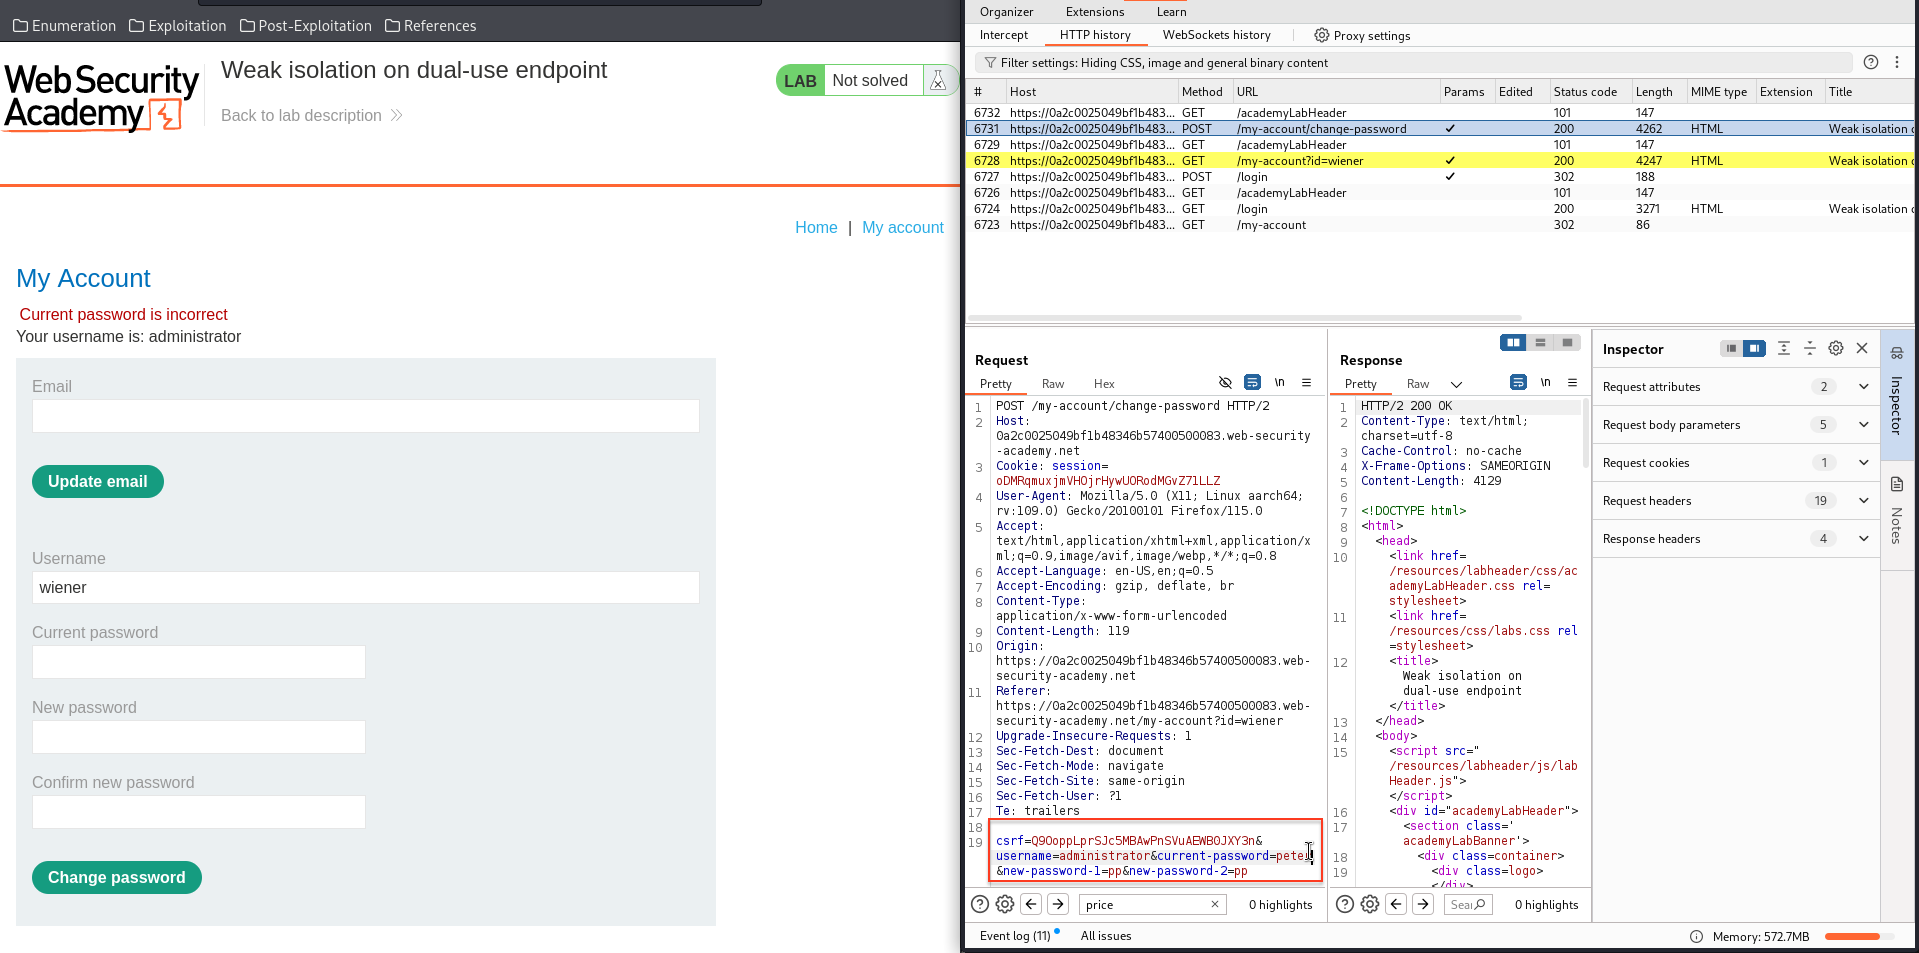 Enumeration Exploitation Post-Exploitation References
WebSecurity
Academy
Weak isolation on dual-use endpoint
Back to lab description
LAB Not solved
Home | My account
My Account
Current password is incorrect
Your username is: administrator
Email
Update email
Username
wiener
Current password
New password
Confirm new password
Change password
Organizer Extensions Learn
Intercept HTTP history WebSockets history Proxy settings
Filter settings: Hiding CSS, image and general binary content
# Host Method URL Params Edited Status code Length MIME type Extension Title
6732 https://0a2c0025049bf1b483... GET /academyLabHeader 101 147
6731 https://0a2c0025049bf1b483... POST /my-account/change-password ✓ 200 4262 HTML Weak isolation
6729 https://0a2c0025049bf1b483... GET /academyLabHeader 101 147
6728 https://0a2c0025049bf1b483... GET /my-account?id=wiener ✓ 200 4247 HTML Weak isolation
6727 https://0a2c0025049bf1b483... POST /login ✓ 302 188
6726 https://0a2c0025049bf1b483... GET /academyLabHeader 101 147
6724 https://0a2c0025049bf1b483... GET /login 200 3271 HTML Weak isolation
6723 https://0a2c0025049bf1b483... GET /my-account 302 86
Request
Pretty Raw Hex \n
1 POST /my-account/change-password HTTP/2
2 Host:
0a2c0025049bf1b48346b57400500083.web-security
-academy.net
3 Cookie: session=
oDMRqmuxjmVHOjrHywUORodMGvZ71LLZ
4 User-Agent: Mozilla/5.0 (X11; Linux aarch64;
rv:109.0) Gecko/20100101 Firefox/115.0
5 Accept:
text/html,application/xhtml+xml,application/x
ml;q=0.9,image/avif,image/webp,*/*;q=0.8
6 Accept-Language: en-US,en;q=0.5
7 Accept-Encoding: gzip, deflate, br
8 Content-Type:
application/x-www-form-urlencoded
9 Content-Length: 119
10 Origin:
https://0a2c0025049bf1b48346b57400500083.web-
security-academy.net
11 Referer:
https://0a2c0025049bf1b48346b57400500083.web-
security-academy.net/my-account?id=wiener
12 Upgrade-Insecure-Requests: 1
13 Sec-Fetch-Dest: document
14 Sec-Fetch-Mode: navigate
15 Sec-Fetch-Site: same-origin
16 Sec-Fetch-User: ?1
17 Te: trailers
18
19 csrf=Q9OoppLprSJc5MBAwPnSVuAEWBOJXY3n&
username=administrator&current-password=peter
&new-password-1=pp&new-password-2=pp
price 0 highlights
Response
Pretty Raw \n
1 HTTP/2 200 OK
2 Content-Type: text/html;
charset=utf-8
3 Cache-Control: no-cache
4 X-Frame-Options: SAMEORIGIN
5 Content-Length: 4129
6
7 <!DOCTYPE html>
8 <html>
9 <head>
10 <link href=
/resources/labheader/css/ac
ademyLabHeader.css rel=
stylesheet>
11 <link href=
/resources/css/labs.css rel
=stylesheet>
12 <title>
Weak isolation on
dual-use endpoint
</title>
13 </head>
14 <body>
15 <script src="
/resources/labheader/js/lab
Header.js">
</script>
16 <div id="academyLabHeader">
17 <section class='
academyLabBanner'>
18 <div class=container>
19 <div class=logo>
</div>
0 highlights
Inspector
Request attributes 2
Request body parameters 5
Request cookies 1
Request headers 19
Response headers 4
Inspector
Notes
Event log (11) All issues
Memory: 572.7MB